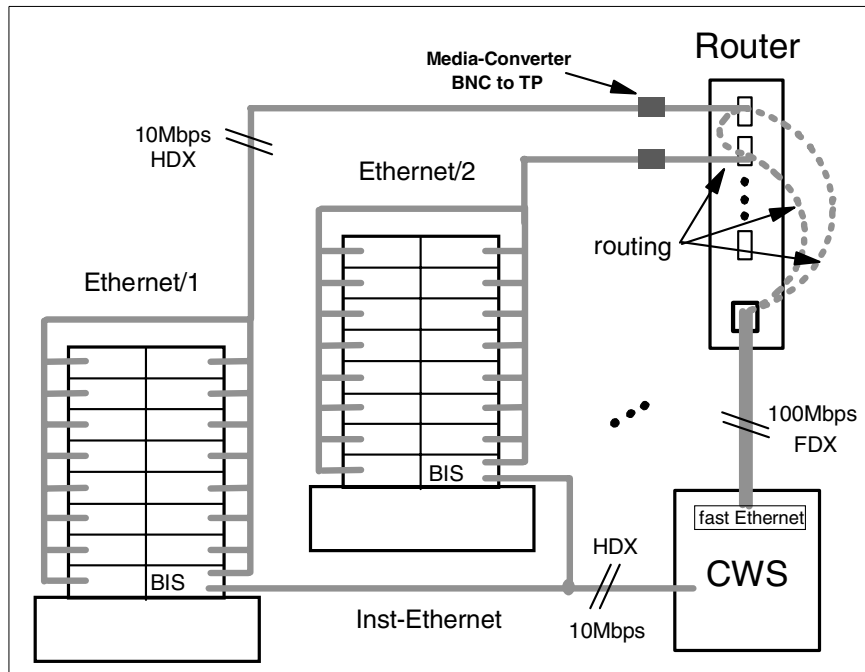 Router
Media-Converter
BNC to TP
10Mbps
HDX
Ethernet/2
routing
Ethernet/1
100Mbps
FDX
BIS
fast Ethernet
HDX
CWS
BIS
Inst-Ethernet
10Mbps